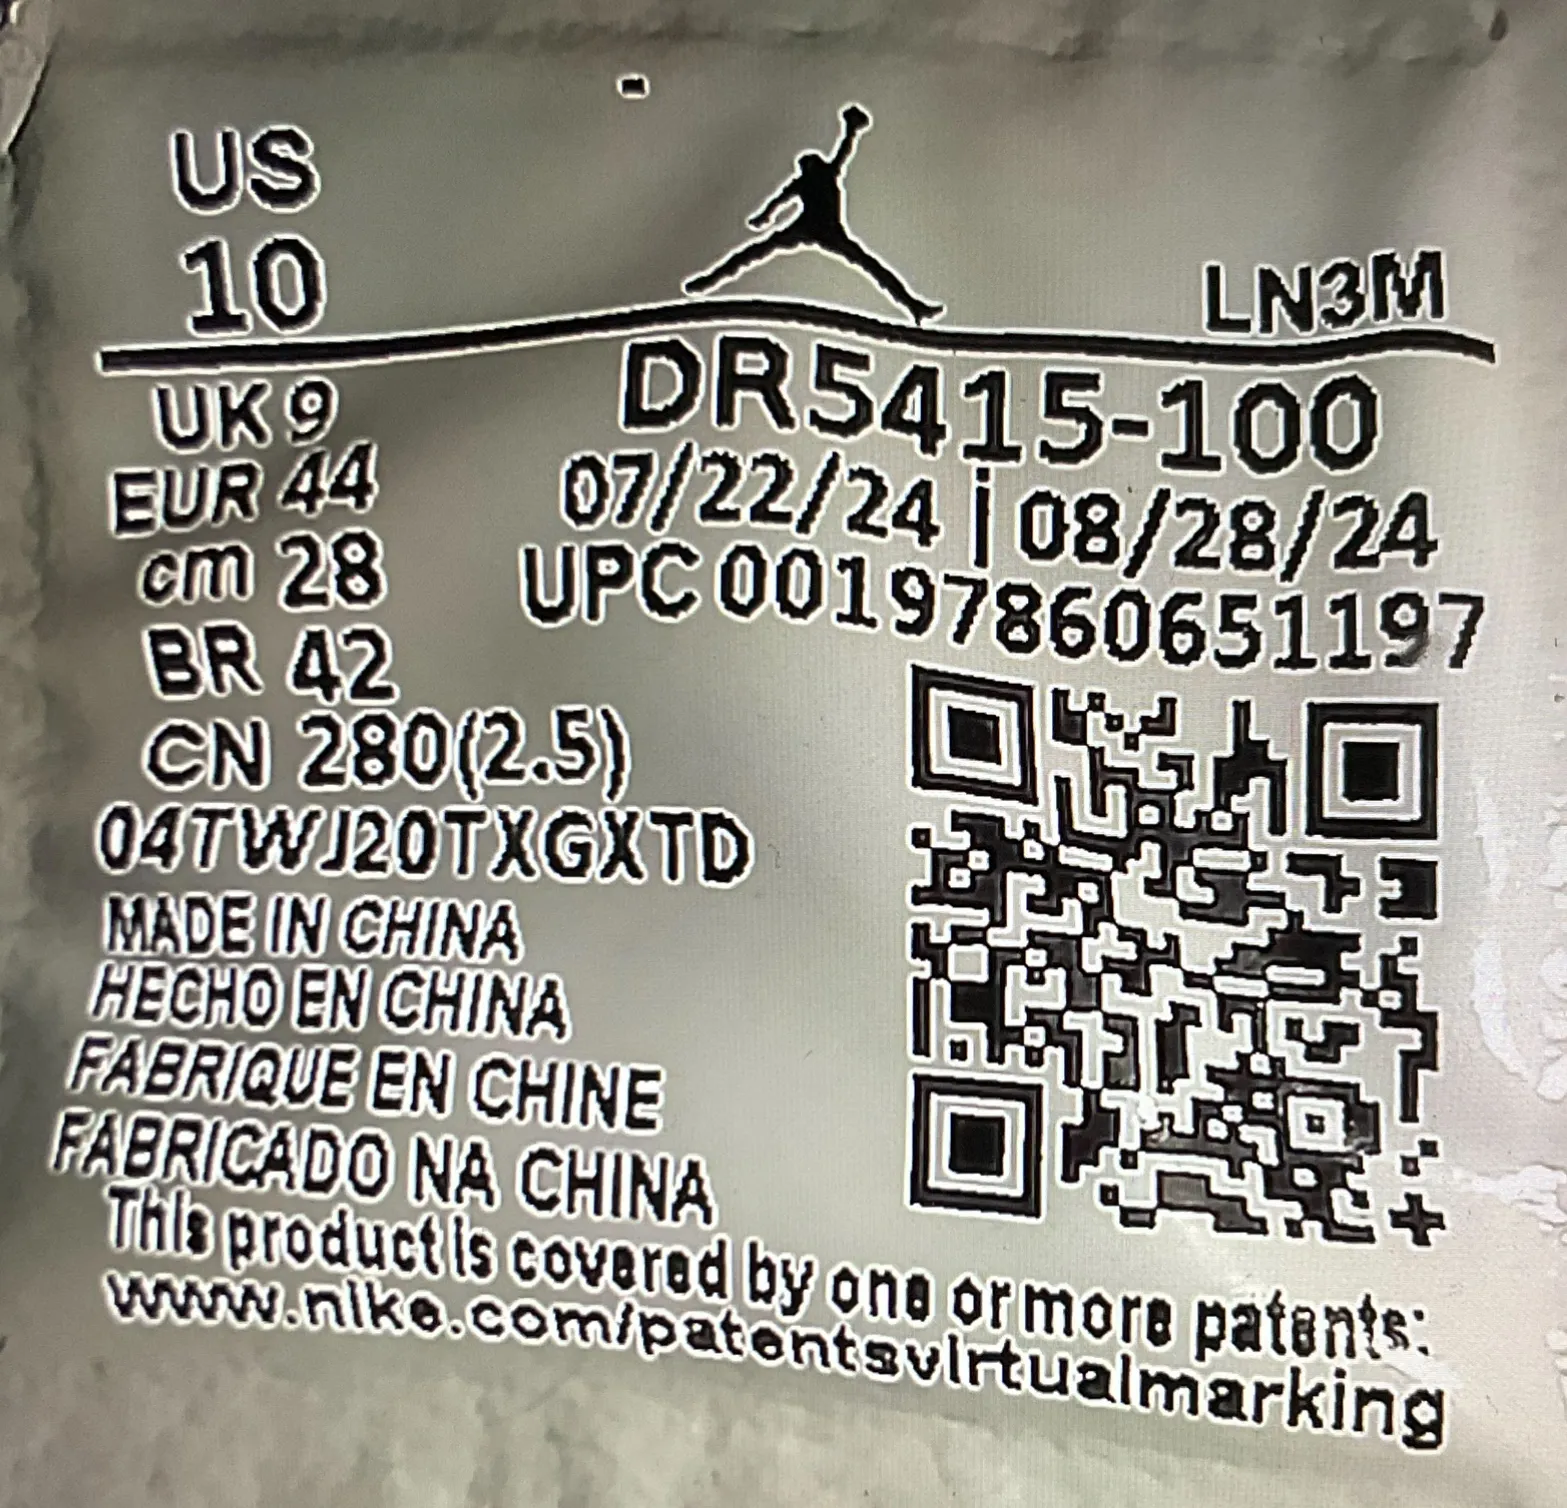 US
10
LN3M
UK 9
EUR 44
cm 28
BR 42
CN 280(2.5)
DR5415-100
07/22/24 | 08/28/24
UPC 00197860651197
04TWJ20TXGXTD
MADE IN CHINA
HECHO EN CHINA
FABRIQUE EN CHINE
FABRICADO NA CHINA
This product is covered by one or more patents:
www.nike.com/patentsvirtualmarking